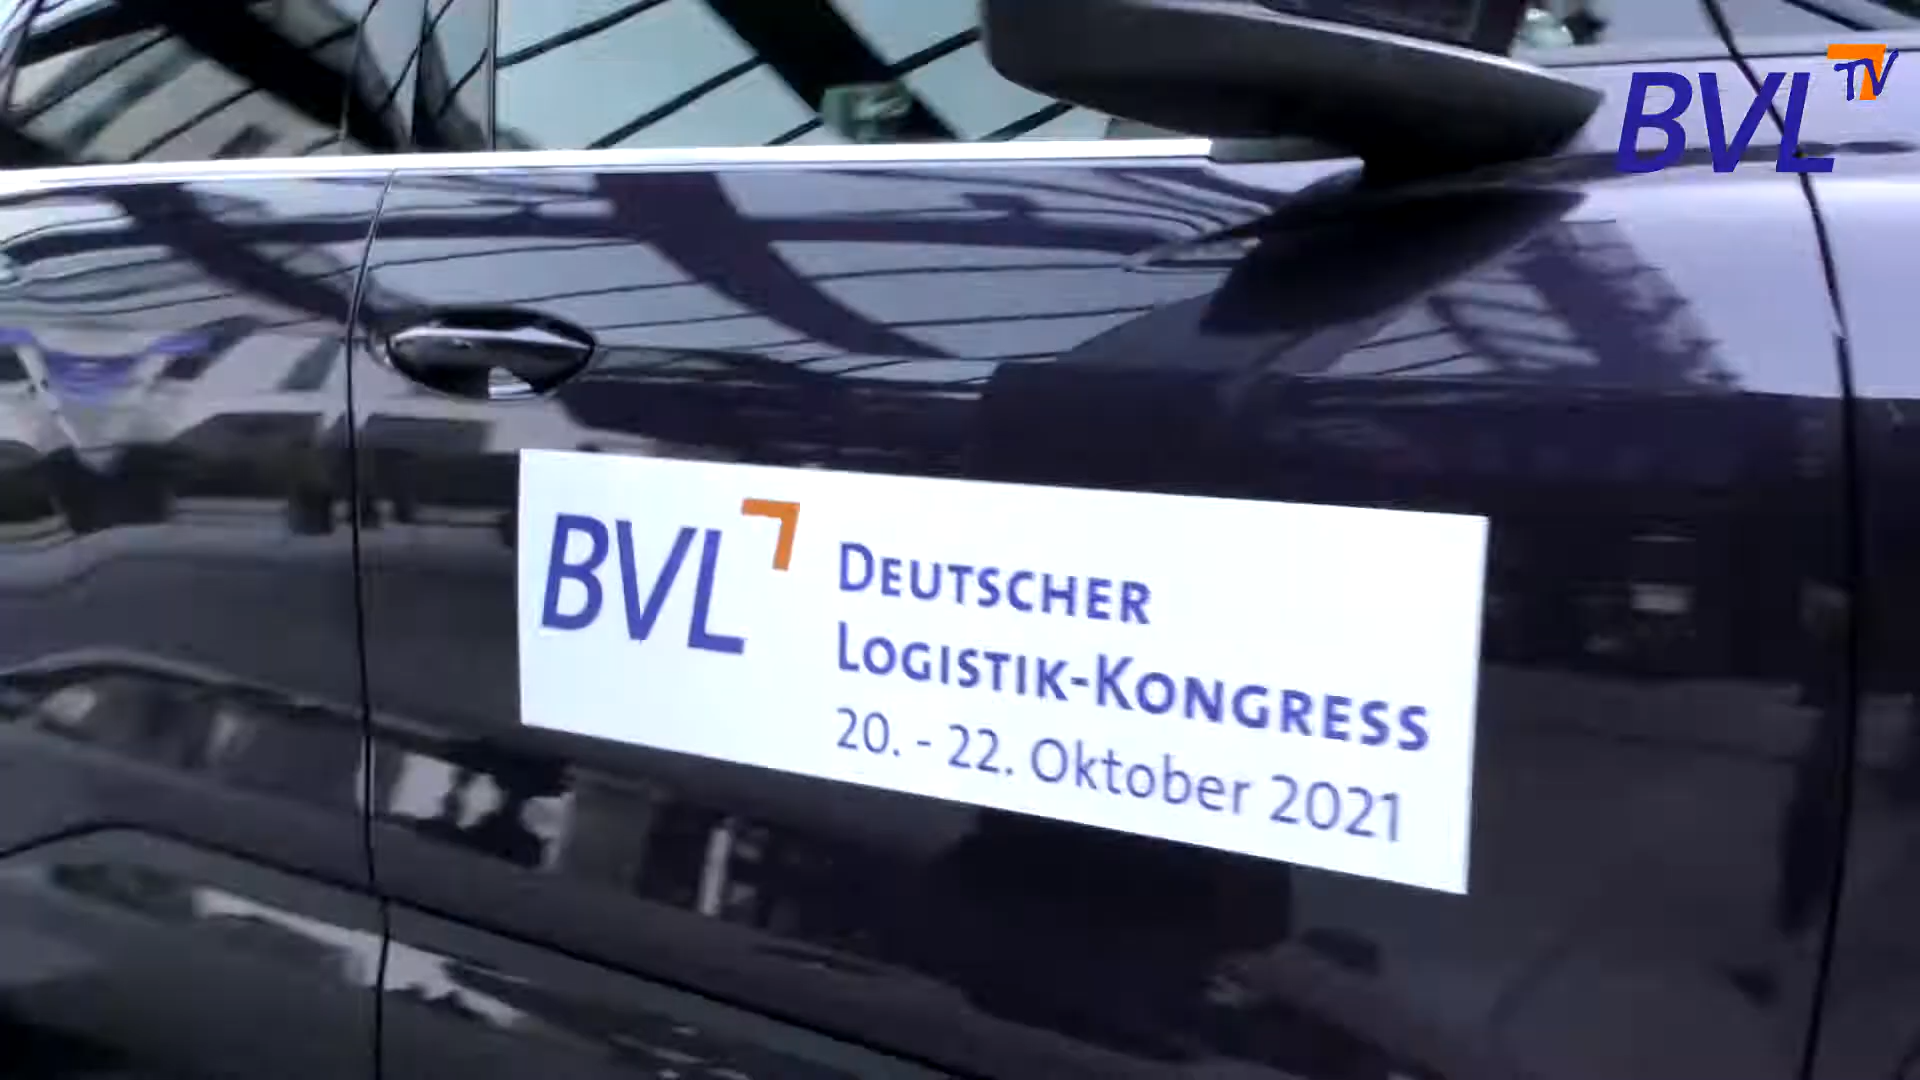 BVL TV
BVL
DEUTSCHER
LOGISTIK-KONGRESS
20. - 22. Oktober 2021